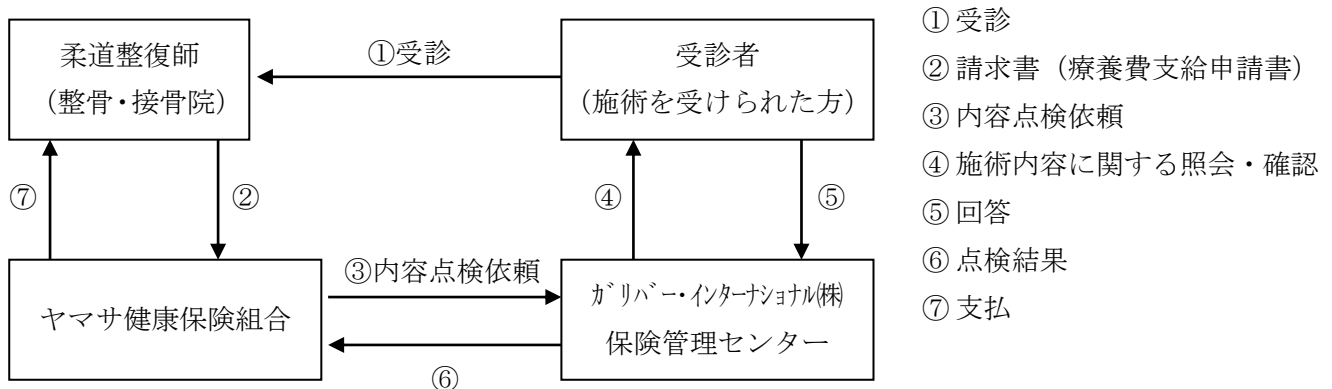 柔道整復師
（整骨・接骨院）
①受診
受診者
（施術を受けられた方）
⑦
②
④
⑤
ヤマサ健康保険組合
③内容点検依頼
⑥
ｶﾞﾘﾊﾞｰ・ｲﾝﾀｰﾅｼｮﾅﾙ㈱
保険管理センター
① 受診
② 請求書（療養費支給申請書）
③ 内容点検依頼
④ 施術内容に関する照会・確認
⑤ 回答
⑥ 点検結果
⑦ 支払